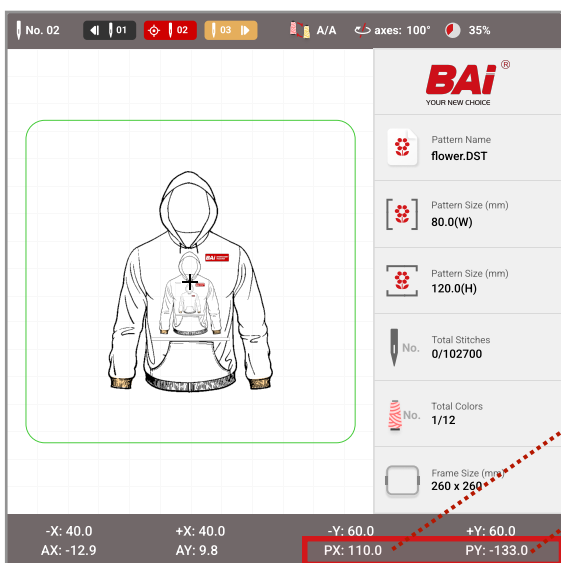 No. 02 01 02 03 A/A axes: 100° 35%
BAi ®
YOUR NEW CHOICE
Pattern Name
flower.DST
Pattern Size (mm)
80.0(W)
Pattern Size (mm)
120.0(H)
No.
Total Stitches
0/102700
No.
Total Colors
1/12
Frame Size (mm)
260 x 260
BAi
-X: 40.0 +X: 40.0 -Y: 60.0 +Y: 60.0
AX: -12.9 AY: 9.8 PX: 110.0 PY: -133.0